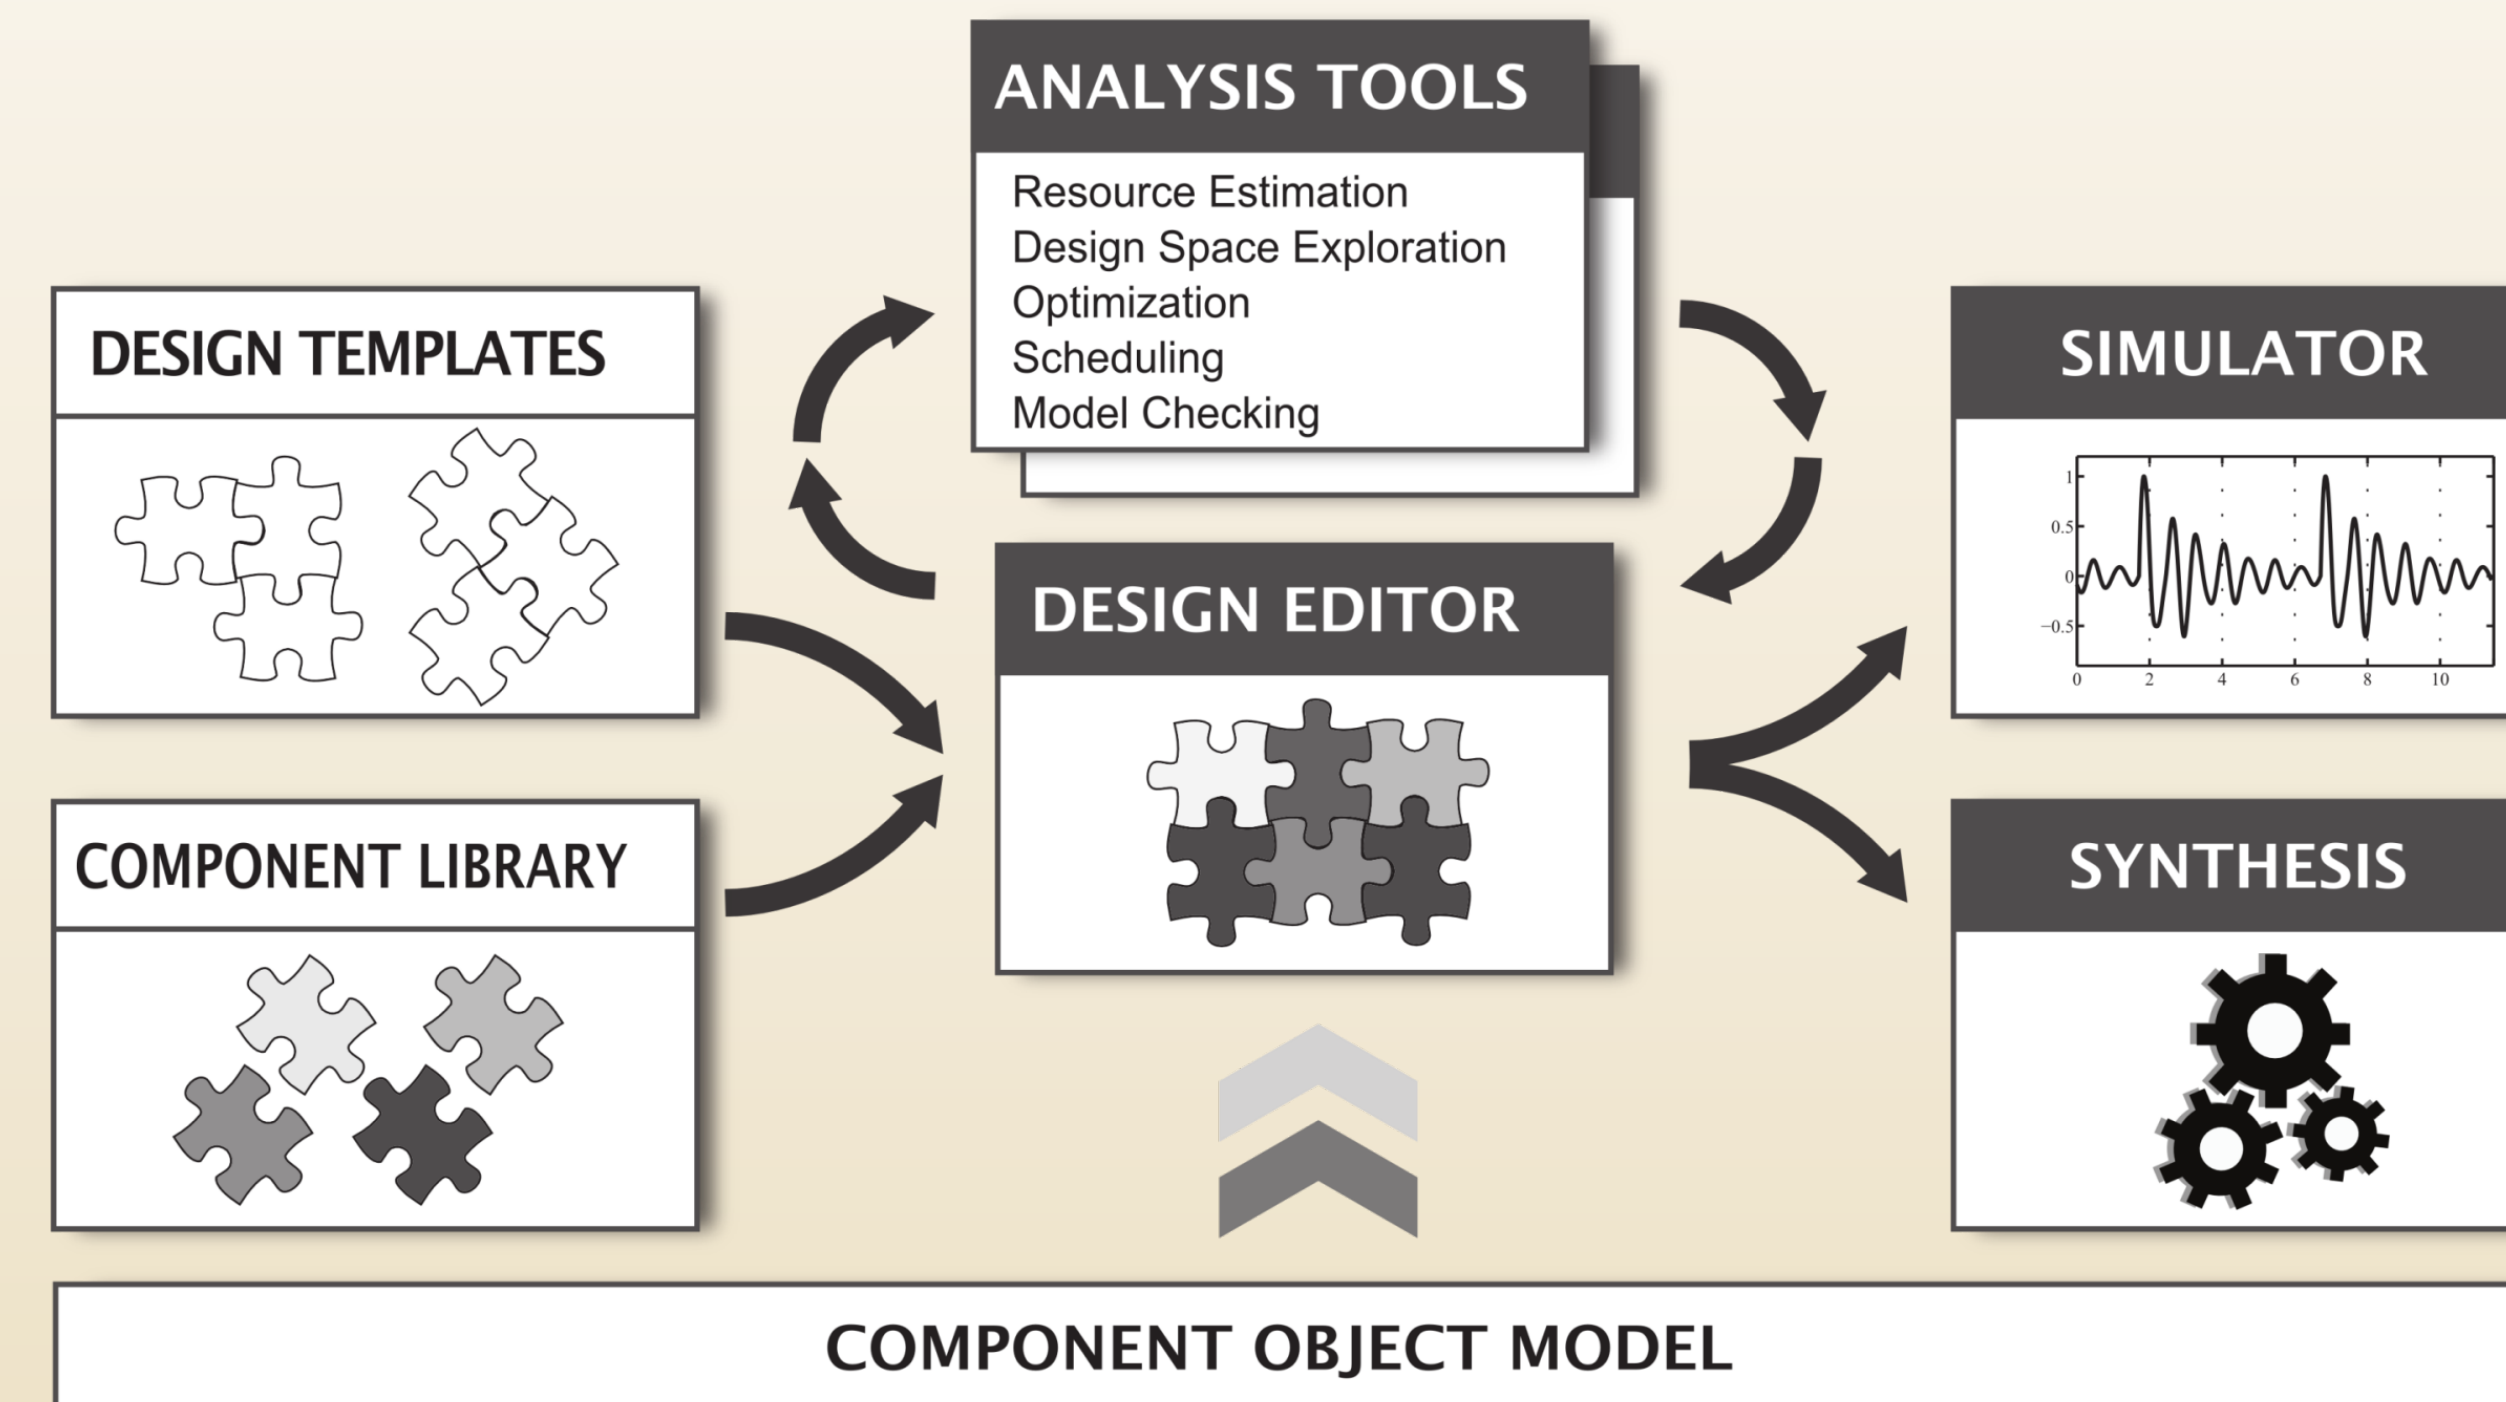 ANALYSIS TOOLS
Resource Estimation
Design Space Exploration
Optimization
Scheduling
Model Checking
DESIGN TEMPLATES
SIMULATOR
1
0.5
0
−0.5
0 2 4 6 8 10
DESIGN EDITOR
COMPONENT LIBRARY
SYNTHESIS
COMPONENT OBJECT MODEL